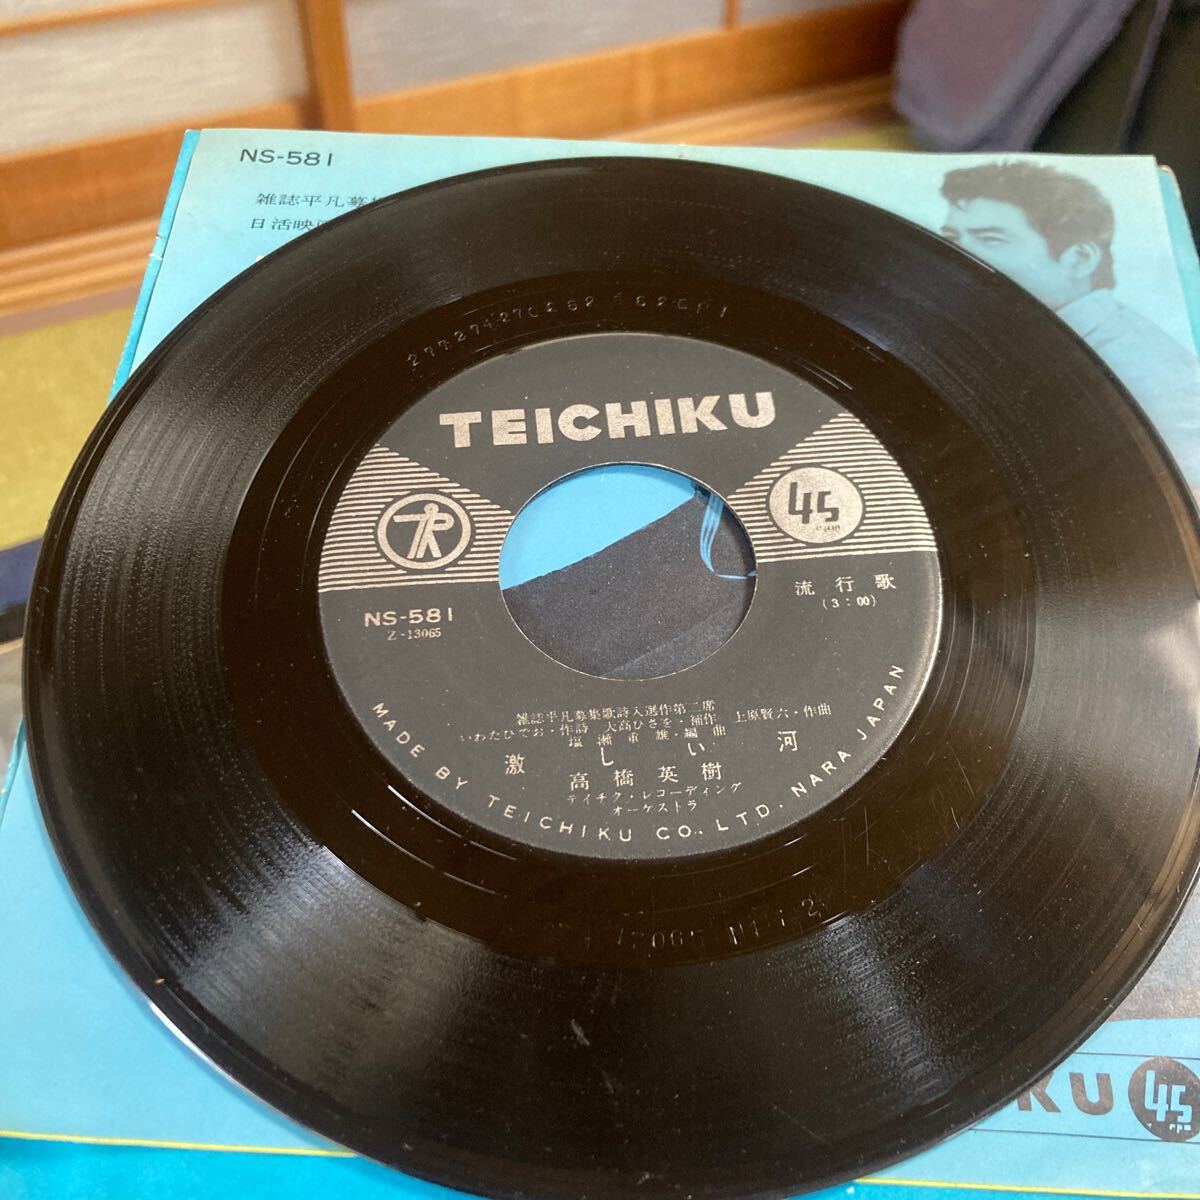 NS-581
雑誌平凡募
日活映
TEICHIKU
45
NS-581
Z-13065
流行歌
(3:00)
雑誌平凡募集歌詩入選作第二席
いわたひでお・作詩 大高ひさを・補作 上原賢六・作曲
塩瀬重雄・編曲
激しい河
高橋英樹
テイチク・レコーディング
オーケストラ
MADE BY TEICHIKU CO., LTD. NARA JAPAN
KU
45